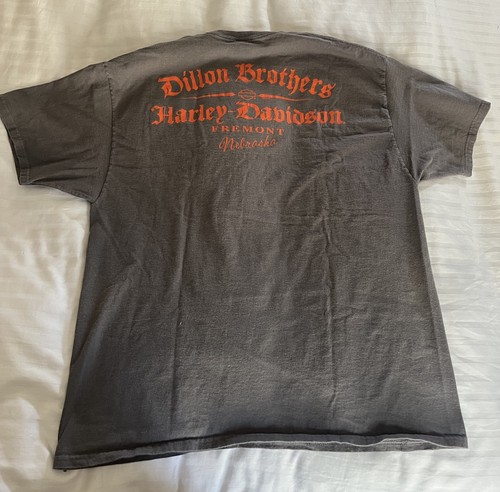 Dillon Brothers
Harley-Davidson
FREMONT
Nebraska